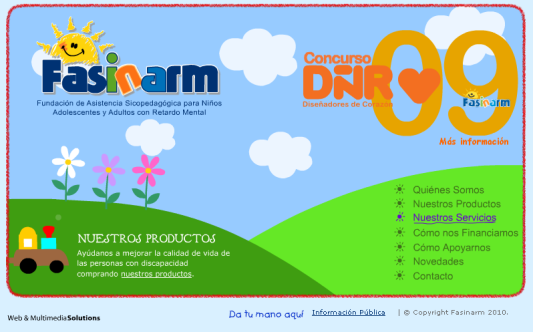 Fasinarm
Fundación de Asistencia Sicopedagógica para Niños
Adolescentes y Adultos con Retardo Mental
Concurso
DÑR
Diseñadores de Corazón
09
Fasinarm
Más información
Quiénes Somos
Nuestros Productos
Nuestros Servicios
Cómo nos Financiamos
Cómo Apoyarnos
Novedades
Contacto
NUESTROS PRODUCTOS
Ayúdanos a mejorar la calidad de vida de
las personas con discapacidad
comprando nuestros productos.
Web & MultimediaSolutions
Da tu mano aquí
Información Pública
| © Copyright Fasinarm 2010.